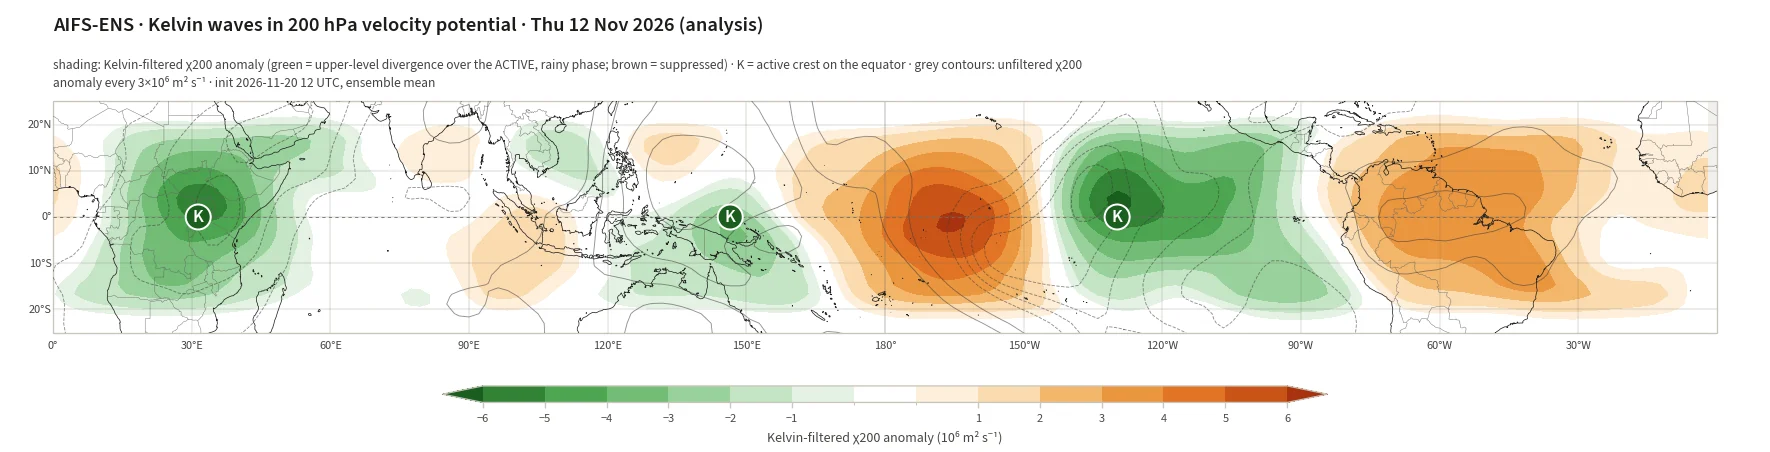 AIFS-ENS · Kelvin waves in 200 hPa velocity potential · Thu 12 Nov 2026 (analysis)
shading: Kelvin-filtered χ200 anomaly (green = upper-level divergence over the ACTIVE, rainy phase; brown = suppressed) · K = active crest on the equator · grey contours: unfiltered χ200
anomaly every 3×10⁶ m² s⁻¹ · init 2026-11-20 12 UTC, ensemble mean
20°N
10°N
0°
10°S
20°S
K K K
0° 30°E 60°E 90°E 120°E 150°E 180° 150°W 120°W 90°W 60°W 30°W
−6 −5 −4 −3 −2 −1 1 2 3 4 5 6
Kelvin-filtered χ200 anomaly (10⁶ m² s⁻¹)